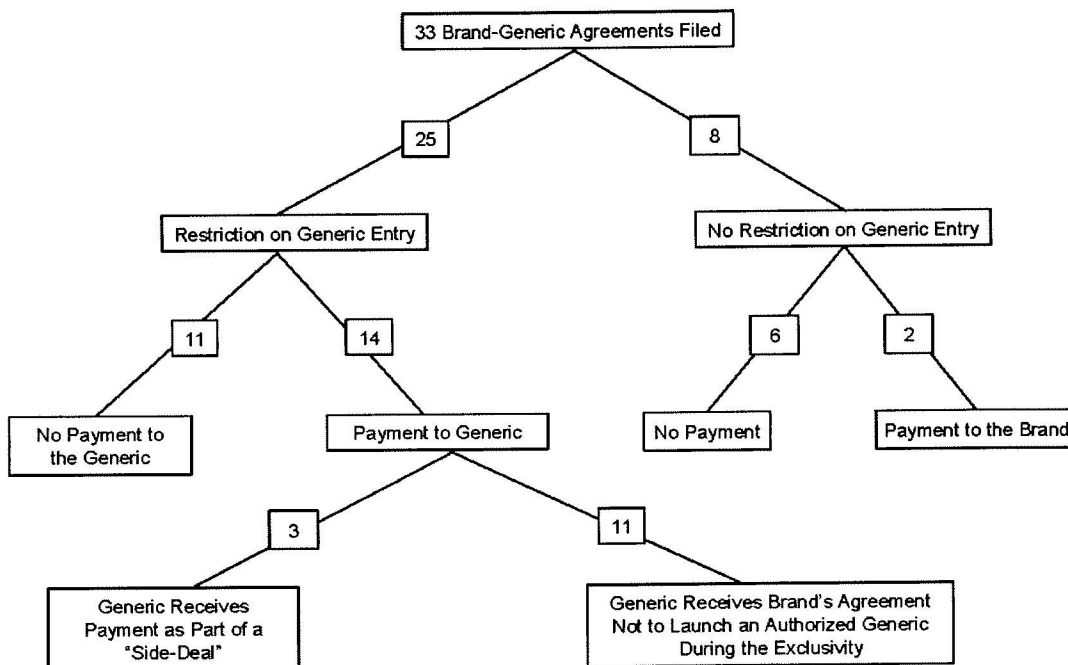 33 Brand-Generic Agreements Filed
25
8
Restriction on Generic Entry
No Restriction on Generic Entry
11
14
6
2
No Payment to
the Generic
Payment to Generic
No Payment
Payment to the Brand
3
11
Generic Receives
Payment as Part of a
"Side-Deal"
Generic Receives Brand's Agreement
Not to Launch an Authorized Generic
During the Exclusivity